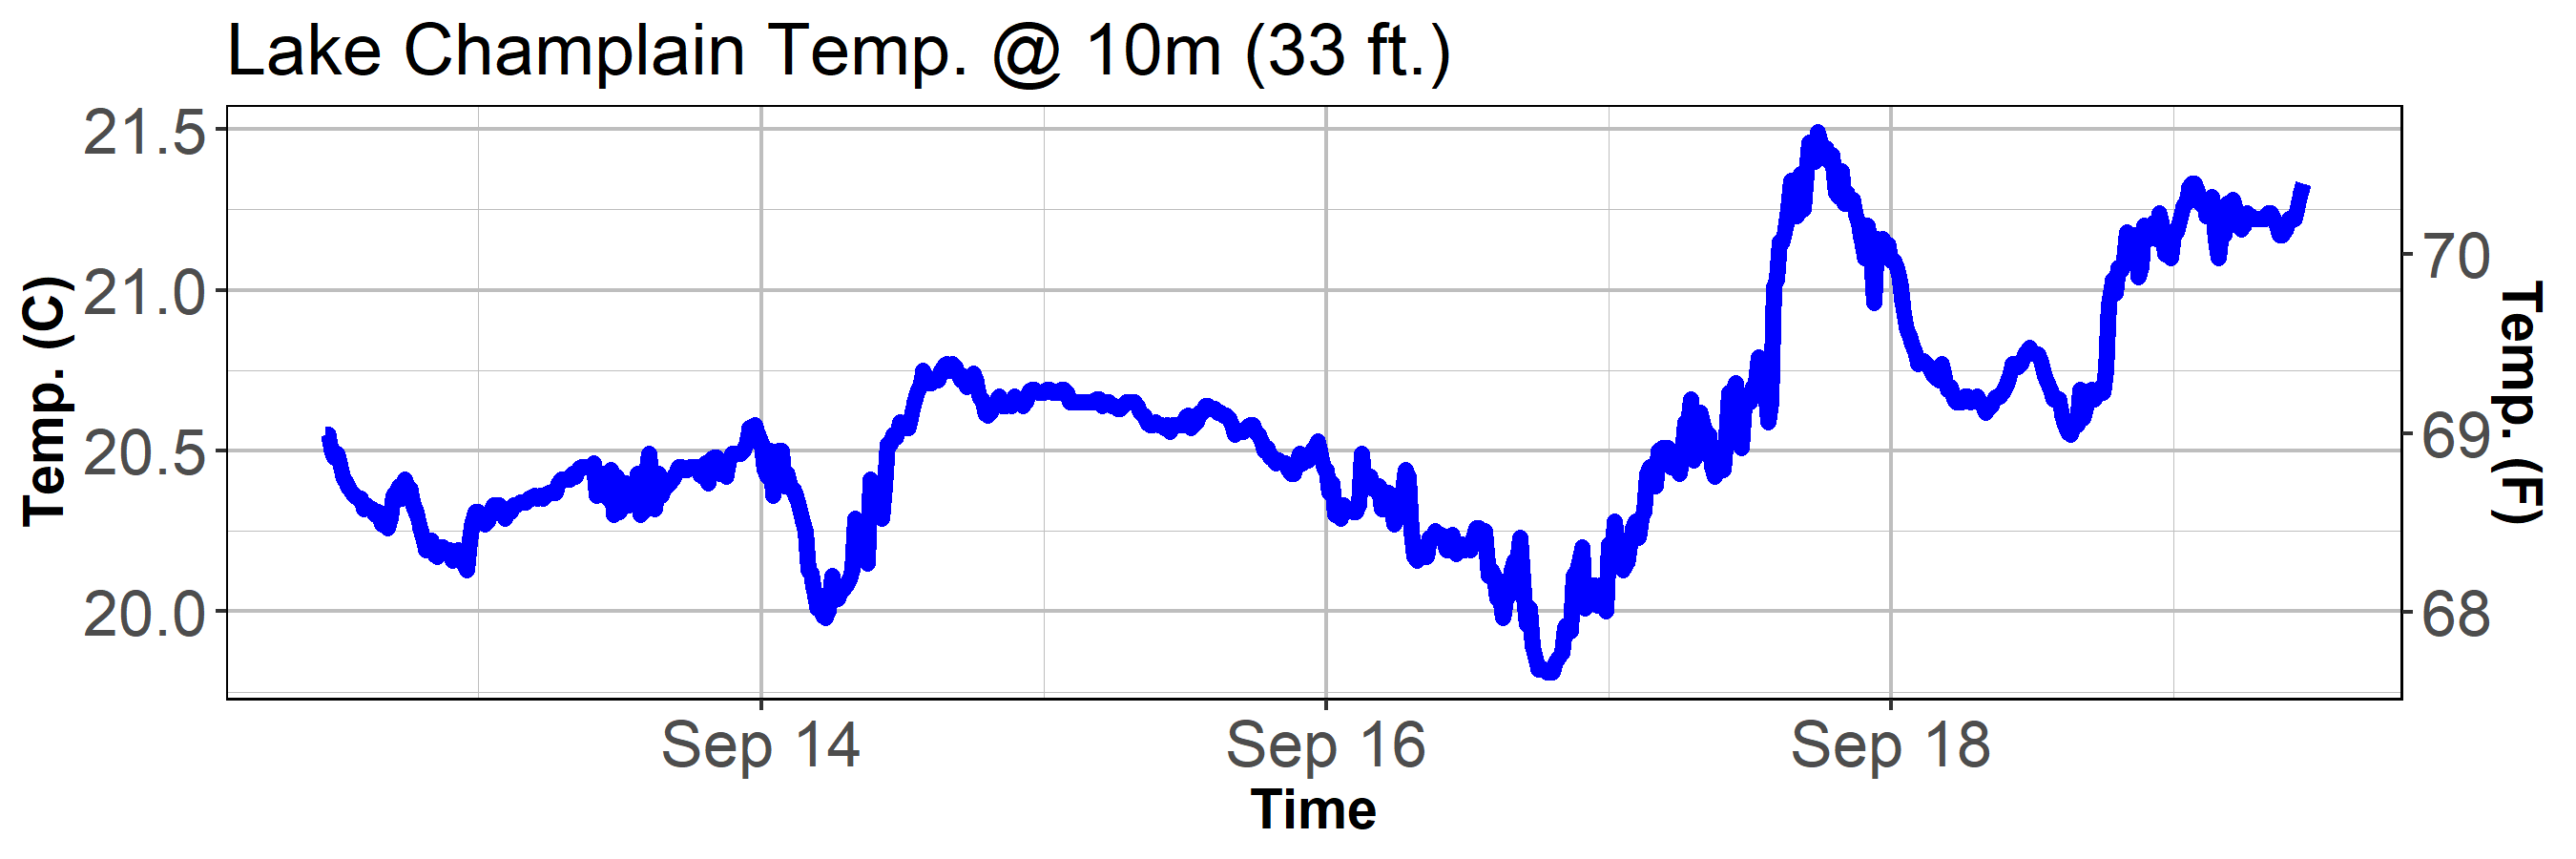 Lake Champlain Temp. @ 10m (33 ft.)
21.5
21.0
20.5
20.0
Temp. (C)
70
69
68
Temp. (F)
Sep 14
Sep 16
Sep 18
Time